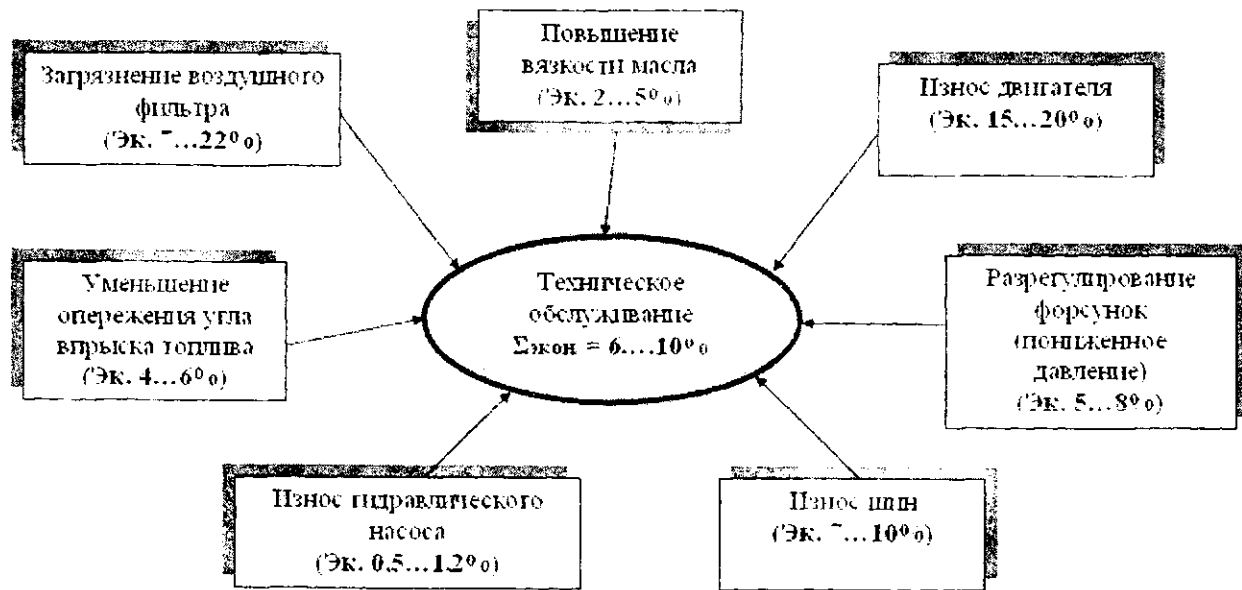 Загрязнение воздушного
фильтра
(Эк. 7…22%)
Повышение
вязкости масла
(Эк. 2…5%)
Износ двигателя
(Эк. 15…20%)
Уменьшение
опережения угла
впрыска топлива
(Эк. 4…6%)
Техническое
обслуживание
Σэкон = 6….10%
Разрегулирование
форсунок
(пониженное
давление)
(Эк. 5…8%)
Износ гидравлического
насоса
(Эк. 0,5…1,2%)
Износ шин
(Эк. 7…10%)